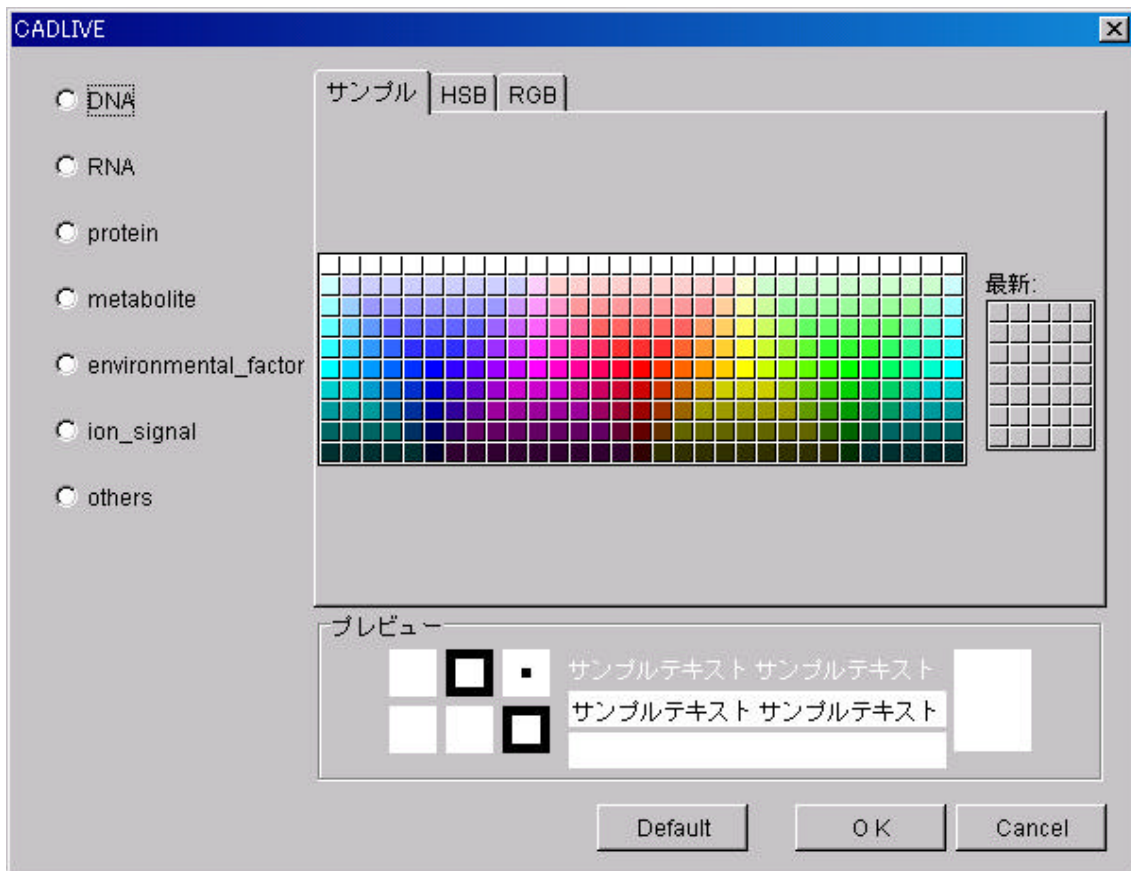 CADLIVE
DNA
RNA
protein
metabolite
environmental_factor
ion_signal
others
サンプル HSB RGB
最新:
プレビュー
サンプルテキスト サンプルテキスト
サンプルテキスト サンプルテキスト
Default OK Cancel